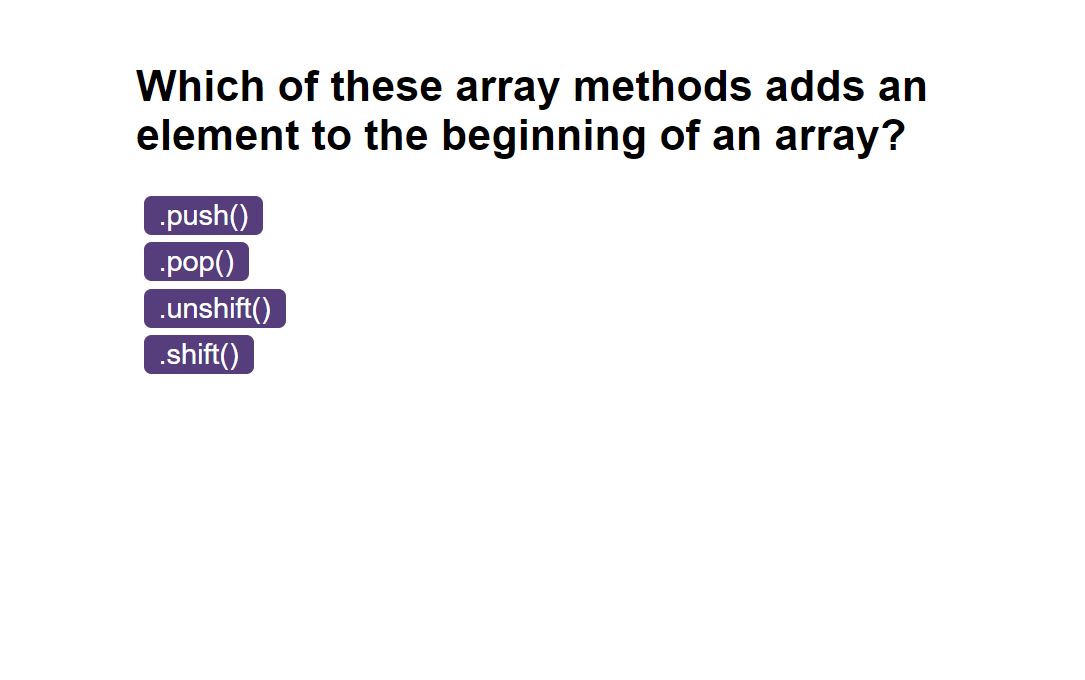 Which of these array methods adds an
element to the beginning of an array?
.push()
.pop()
.unshift()
.shift()